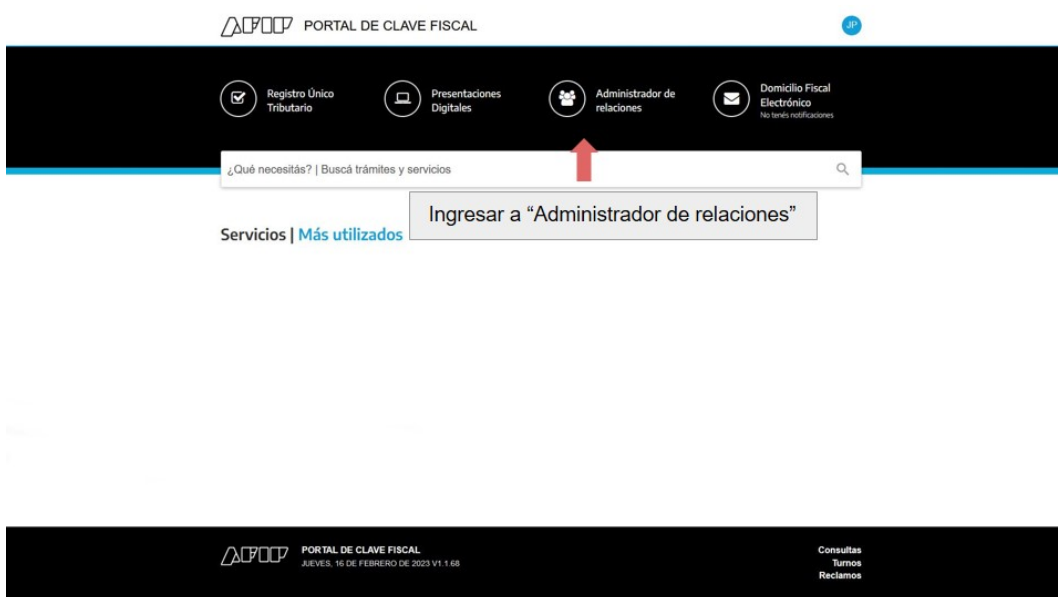 AFIP PORTAL DE CLAVE FISCAL
JP
Registro Único
Tributario
Presentaciones
Digitales
Administrador de
relaciones
Domicilio Fiscal
Electrónico
No tenés notificaciones
¿Qué necesitás? | Buscá trámites y servicios
Ingresar a “Administrador de relaciones”
Servicios | Más utilizados
AFIP PORTAL DE CLAVE FISCAL
JUEVES, 16 DE FEBRERO DE 2023 V1.1.68
Consultas
Turnos
Reclamos